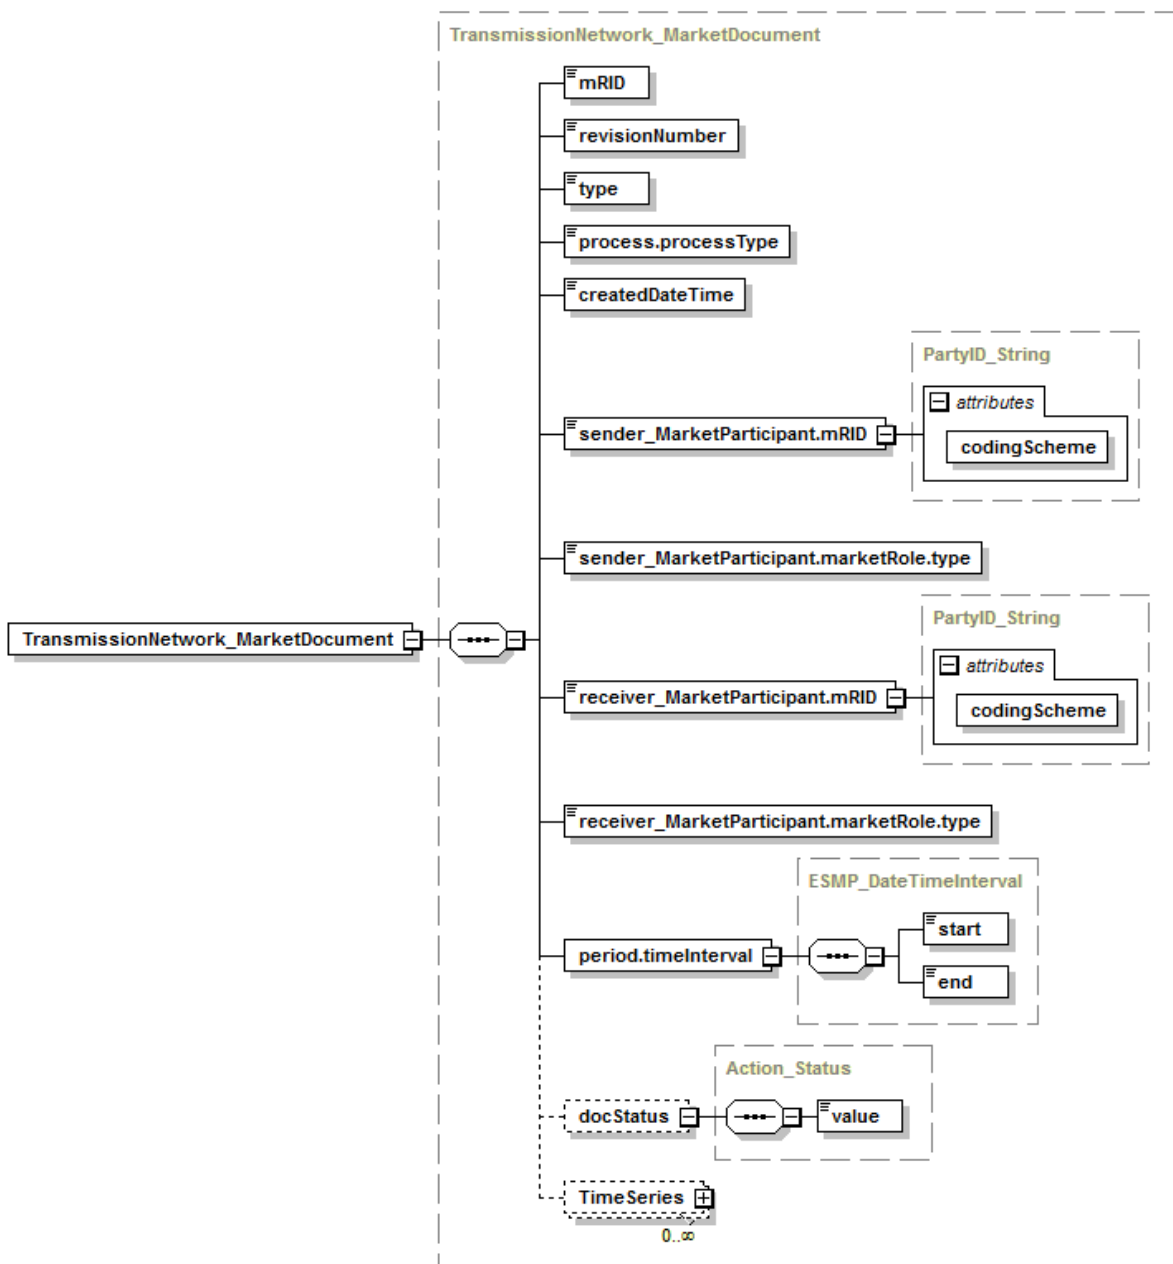 TransmissionNetwork_MarketDocument
mRID
revisionNumber
type
process.processType
createdDateTime
PartyID_String
attributes
sender_MarketParticipant.mRID
codingScheme
sender_MarketParticipant.marketRole.type
PartyID_String
TransmissionNetwork_MarketDocument
attributes
receiver_MarketParticipant.mRID
codingScheme
receiver_MarketParticipant.marketRole.type
ESMP_DateTimeInterval
start
period.timeInterval
end
Action_Status
docStatus
value
TimeSeries
0..∞